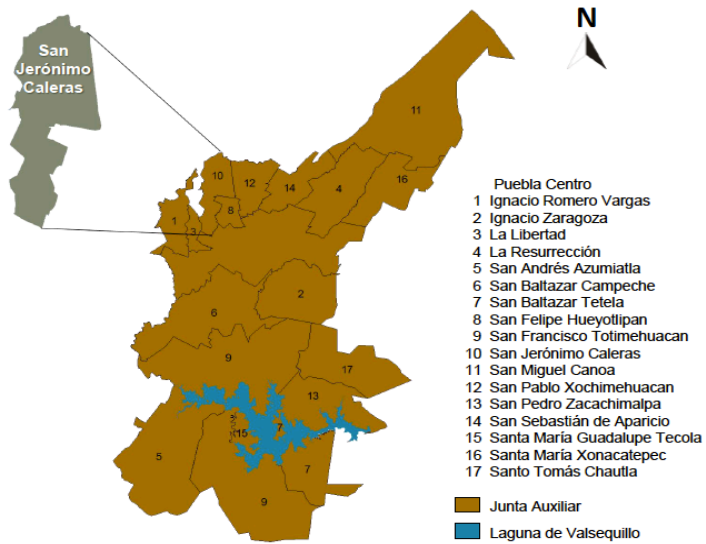 San
Jerónimo
Caleras
N
11
16
10
12
14
4
8
1
3
2
6
9
17
13
15
7
5
7
9
Puebla Centro
1 Ignacio Romero Vargas
2 Ignacio Zaragoza
3 La Libertad
4 La Resurrección
5 San Andrés Azumiatla
6 San Baltazar Campeche
7 San Baltazar Tetela
8 San Felipe Hueyotlipan
9 San Francisco Totimehuacan
10 San Jerónimo Caleras
11 San Miguel Canoa
12 San Pablo Xochimehuacan
13 San Pedro Zacachimalpa
14 San Sebastián de Aparicio
15 Santa María Guadalupe Tecola
16 Santa María Xonacatepec
17 Santo Tomás Chautla
Junta Auxiliar
Laguna de Valsequillo